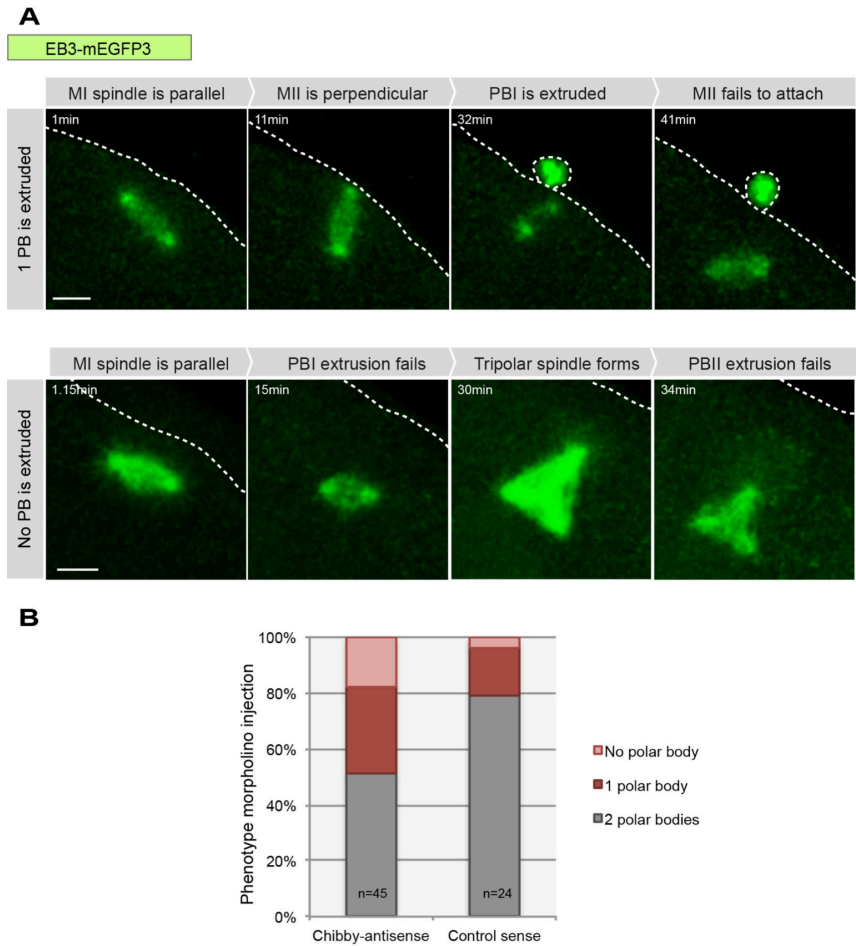 A
EB3-mEGFP3
MI spindle is parallel
MII is perpendicular
PBI is extruded
MII fails to attach
1 PB is extruded
1min
11min
32min
41min
MI spindle is parallel
PBI extrusion fails
Tripolar spindle forms
PBII extrusion fails
No PB is extruded
1.15min
15min
30min
34min
B
Phenotype morpholino injection
100%
80%
60%
40%
20%
0%
n=45
n=24
Chibby-antisense
Control sense
No polar body
1 polar body
2 polar bodies